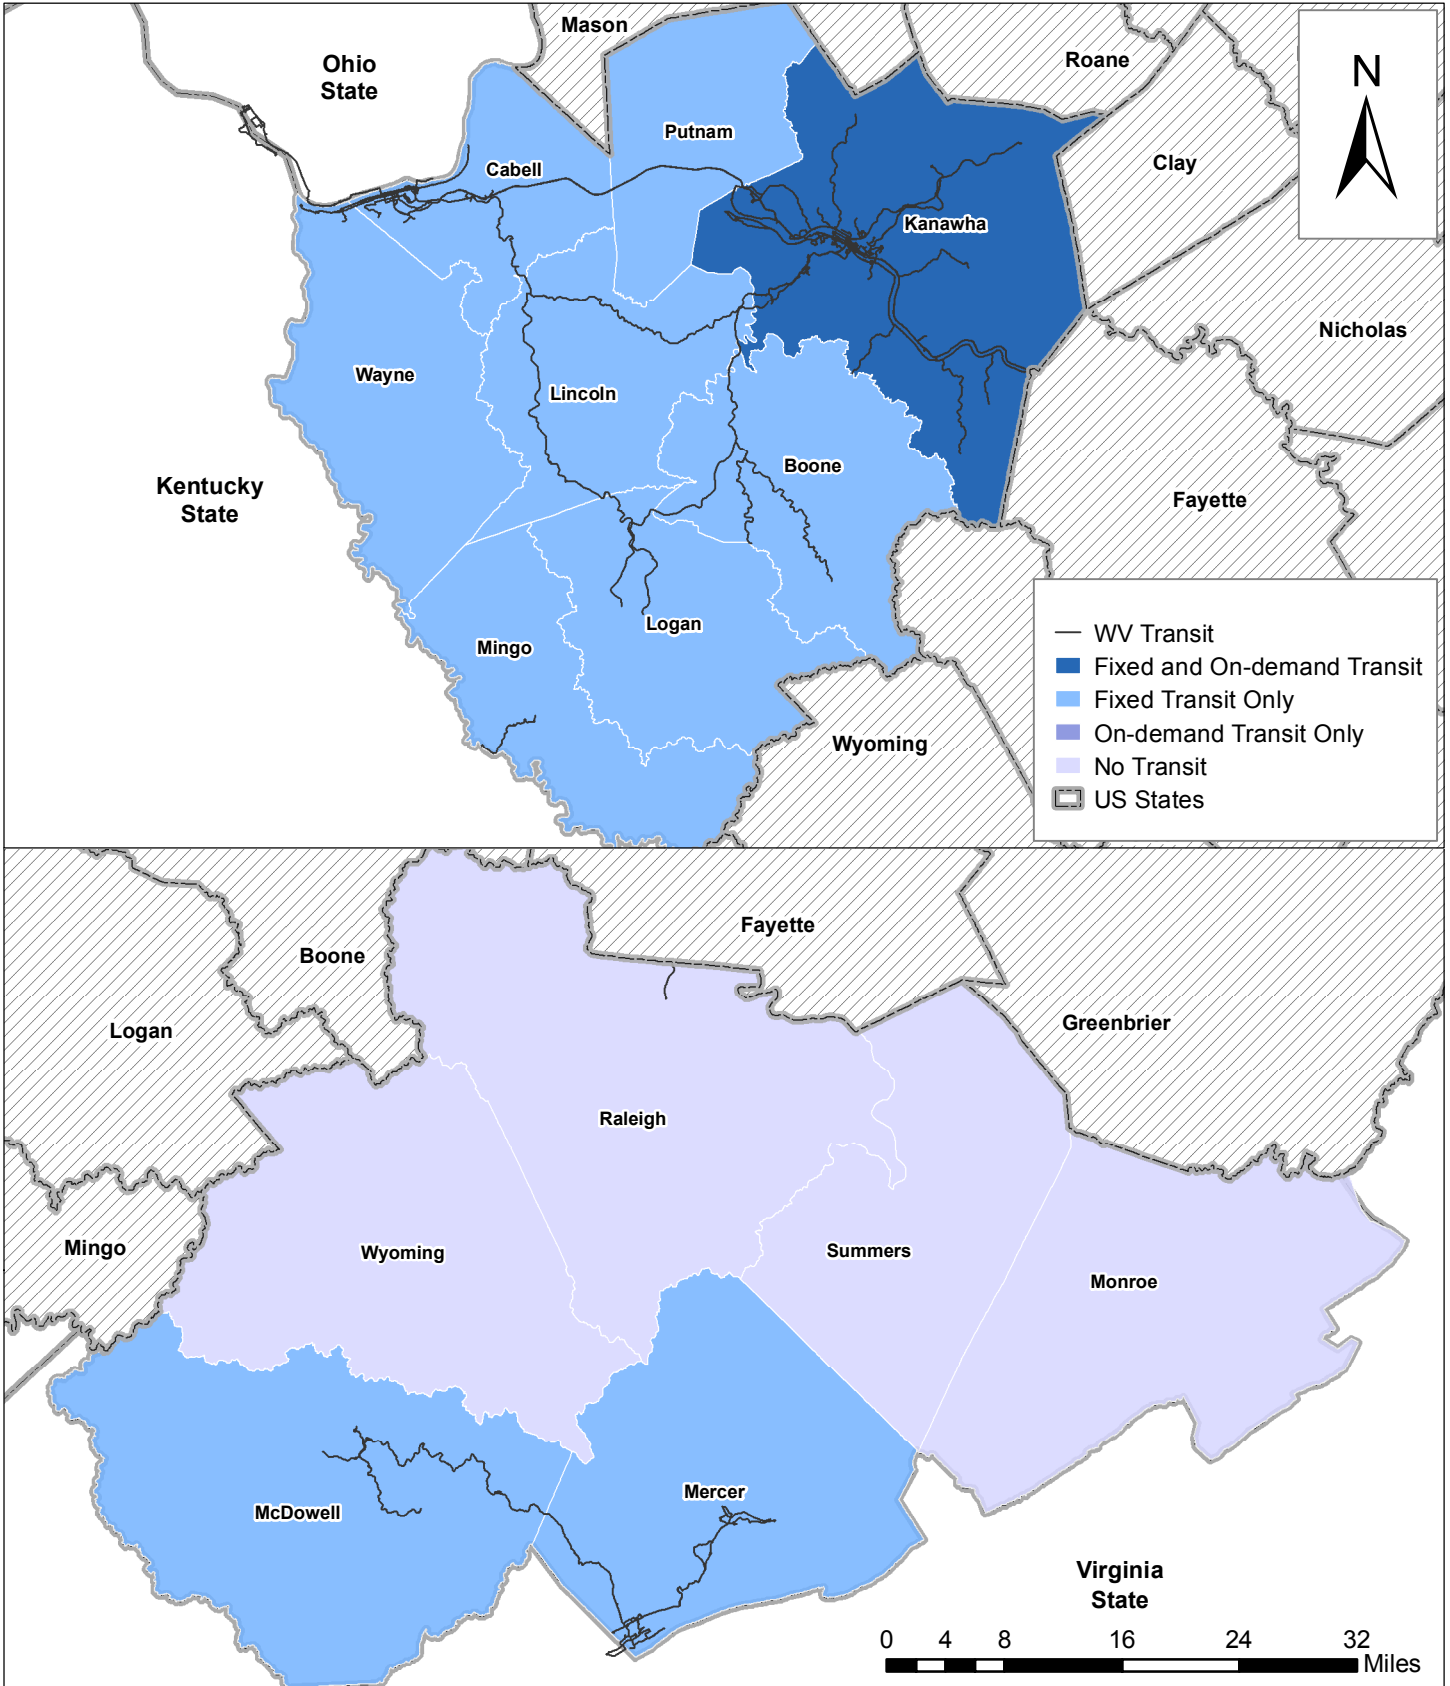 Mason
Ohio
State
Roane
N
Putnam
Cabell
Clay
Kanawha
Nicholas
Wayne
Lincoln
Boone
Kentucky
State
Fayette
Logan
Mingo
Wyoming
WV Transit
Fixed and On-demand Transit
Fixed Transit Only
On-demand Transit Only
No Transit
US States
Fayette
Boone
Logan
Greenbrier
Raleigh
Mingo
Wyoming
Summers
Monroe
McDowell
Mercer
Virginia
State
0 4 8 16 24 32
Miles